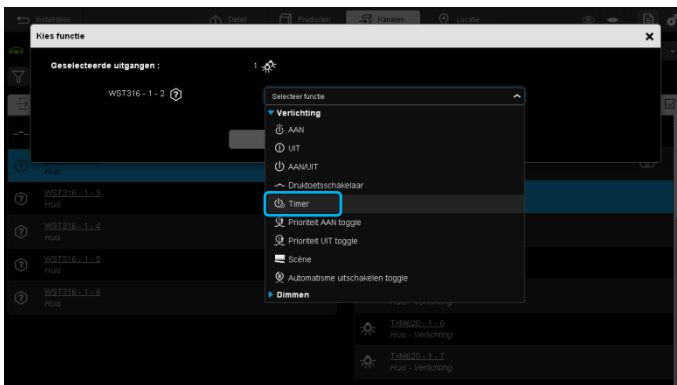 Installaties Detail Producten Kanalen Locate
Kies functie
KNX
Geselecteerde uitgangen : 1
WST316 - 1 - 2
Selecteer functie
Verlichting
AAN
UIT
AAN/UIT
Druktoetsschakelaar
Timer
Prioriteit AAN toggle
Prioriteit UIT toggle
Scène
Automatisme uitschakelen toggle
Dimmen
Huis
WST316 - 1 - 3
Huis
WST316 - 1 - 4
Huis
WST316 - 1 - 5
Huis
WST316 - 1 - 6
Huis
Huis - Verlichting
TXM620 - 1 - 6
Huis - Verlichting
TXM620 - 1 - 7
Huis - Verlichting